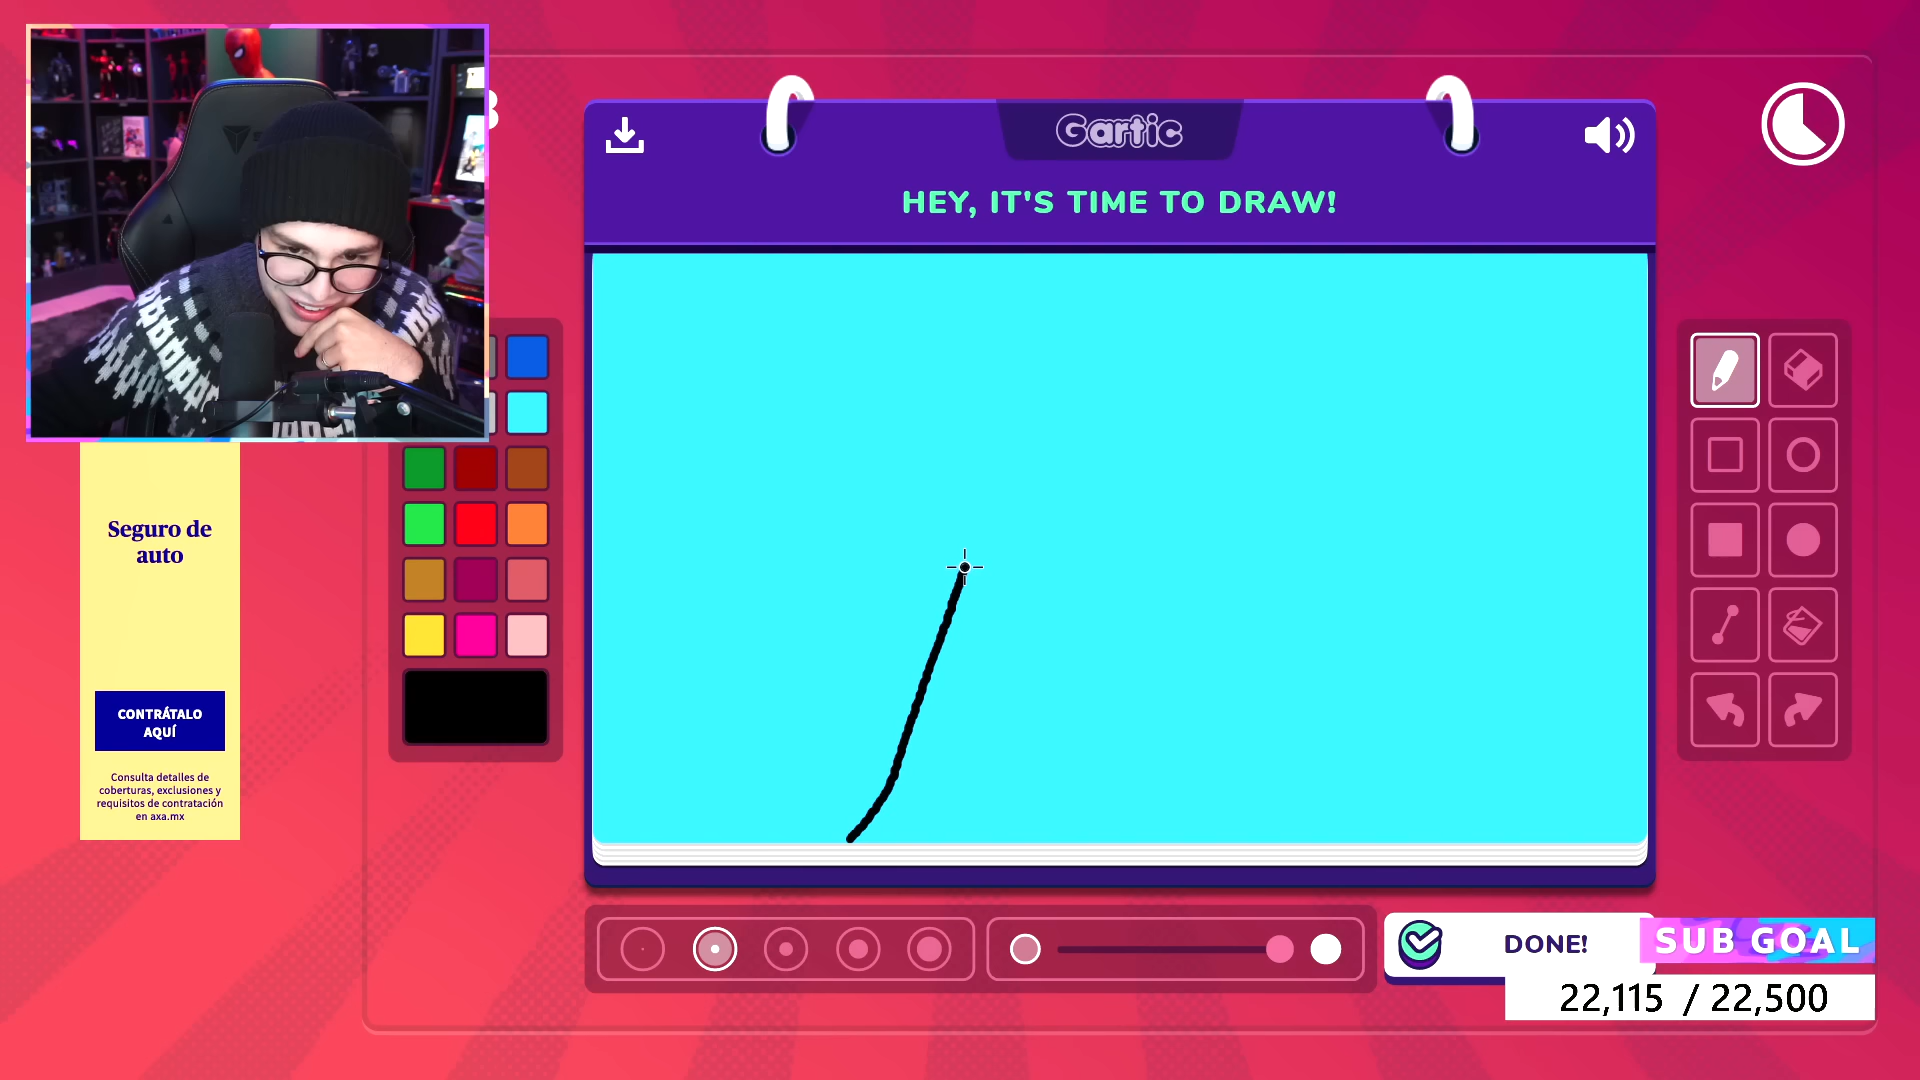 Gartic
HEY, IT'S TIME TO DRAW!
Seguro de
auto
CONTRÁTALO
AQUÍ
Consulta detalles de
coberturas, exclusiones y
requisitos de contratación
en axa.mx
DONE!
SUB GOAL
22,115 / 22,500